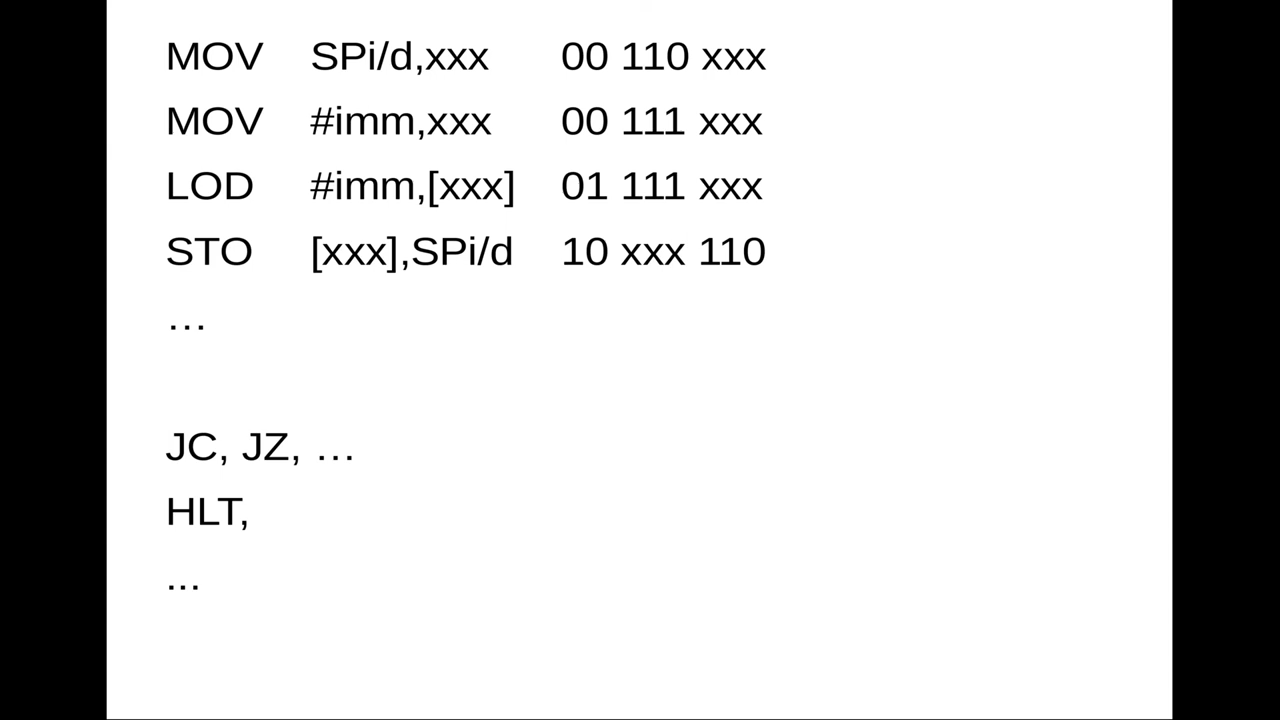 MOV SPi/d,xxx 00 110 xxx
MOV #imm,xxx 00 111 xxx
LOD #imm,[xxx] 01 111 xxx
STO [xxx],SPi/d 10 xxx 110
…
JC, JZ, …
HLT,
...